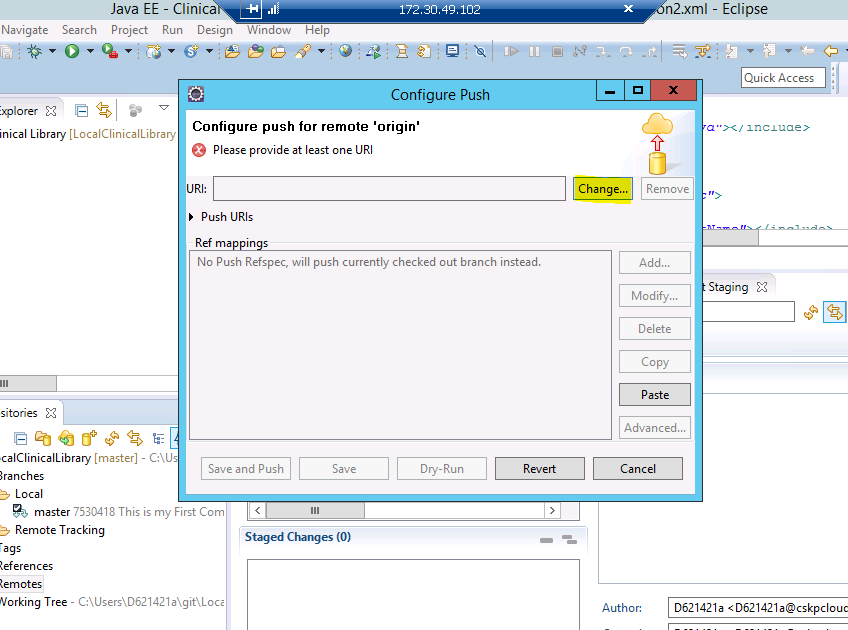 Java EE - Clinical
172.30.49.102
on2.xml - Eclipse
Navigate Search Project Run Design Window Help
Quick Access
Explorer
inical Library [LocalClinicalLibrary
Configure Push
Configure push for remote 'origin'
Please provide at least one URI
URI:
Change...
Remove
Push URIs
Ref mappings
No Push Refspec, will push currently checked out branch instead.
Add...
Modify...
Delete
Copy
Paste
Advanced...
Save and Push
Save
Dry-Run
Revert
Cancel
"></include>
c">
Name"></include>
t Staging
sitories
calClinicalLibrary [master] - C:\Us
Branches
Local
master 7530418 This is my First Com
Remote Tracking
Tags
References
Remotes
Working Tree - C:\Users\D621421a\git\Loca
Staged Changes (0)
Author:
D621421a <D621421a@cskpcloud